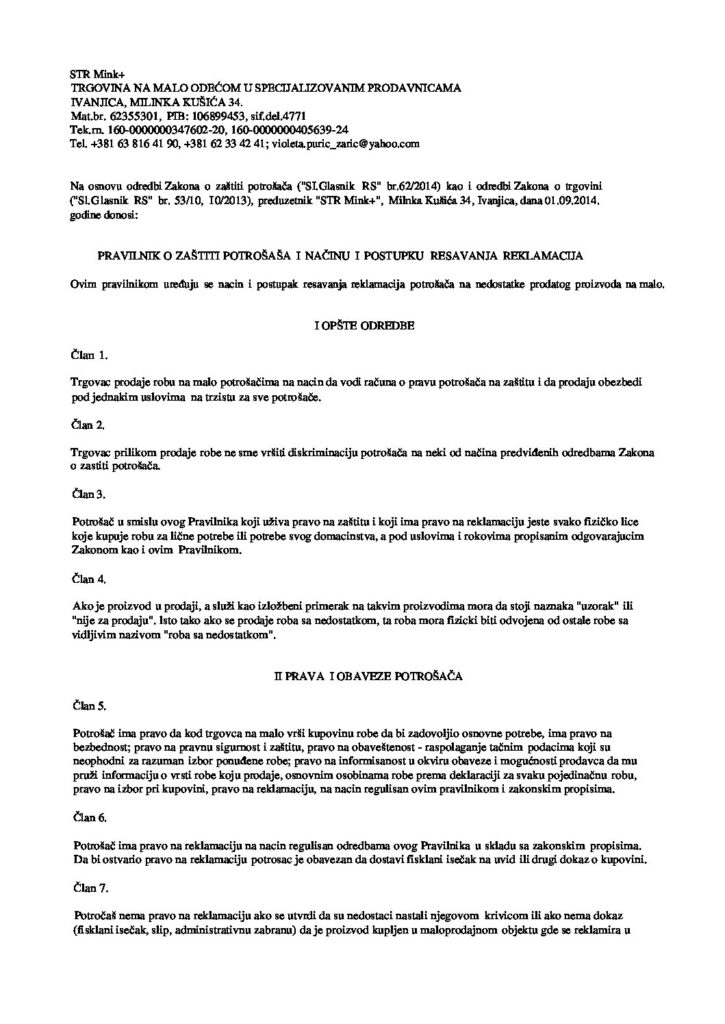 STR Mink+
TRGOVINA NA MALO ODEĆOM U SPECIJALIZOVANIM PRODAVNICAMA
IVANJICA, MILINKA KUŠIĆA 34.
Mat.br. 62355301, PIB: 106899453, sif.del.4771
Tek.rn. 160-0000000347602-20, 160-0000000405639-24
Tel. +381 63 816 41 90, +381 62 33 42 41; violeta.puric_zaric@yahoo.com
Na osnovu odredbi Zakona o zaštiti potrošača ("SI.Glasnik RS" br.62/2014) kao i odredbi Zakona o trgovini
("Sl.Glasnik RS" br. 53/10, 10/2013), preduzetnik "STR Mink+", Milnka Kušića 34, Ivanjica, dana 01.09.2014.
godine donosi:
PRAVILNIK O ZAŠTITI POTROŠAŠA I NAČINU I POSTUPKU RESAVANJA REKLAMACIJA
Ovim pravilnikom uređuju se nacin i postupak resavanja reklamacija potrošača na nedostatke prodatog proizvoda na malo.
I OPŠTE ODREDBE
Član 1.
Trgovac prodaje robu na malo potrošačima na nacin da vodi računa o pravu potrošača na zaštitu i da prodaju obezbedi
pod jednakim uslovima na trzistu za sve potrošače.
Član 2.
Trgovac prilikom prodaje robe ne sme vršiti diskriminaciju potrošača na neki od načina predviđenih odredbama Zakona
o zastiti potrošača.
Član 3.
Potrošač u smislu ovog Pravilnika koji uživa pravo na zaštitu i koji ima pravo na reklamaciju jeste svako fizičko lice
koje kupuje robu za lične potrebe ili potrebe svog domacinstva, a pod uslovima i rokovima propisanim odgovarajucim
Zakonom kao i ovim Pravilnikom.
Član 4.
Ako je proizvod u prodaji, a služi kao izložbeni primerak na takvim proizvodima mora da stoji naznaka "uzorak" ili
"nije za prodaju". Isto tako ako se prodaje roba sa nedostatkom, ta roba mora fizicki biti odvojena od ostale robe sa
vidljivim nazivom "roba sa nedostatkom".
II PRAVA I OBAVEZE POTROŠAČA
Član 5.
Potrošač ima pravo da kod trgovca na malo vrši kupovinu robe da bi zadovoljio osnovne potrebe, ima pravo na
bezbednost; pravo na pravnu sigurnost i zaštitu, pravo na obaveštenost - raspolaganje tačnim podacima koji su
neophodni za razuman izbor ponuđene robe; pravo na informisanost u okviru obaveze i mogućnosti prodavca da mu
pruži informaciju o vrsti robe koju prodaje, osnovnim osobinama robe prema deklaraciji za svaku pojedinačnu robu,
pravo na izbor pri kupovini, pravo na reklamaciju, na nacin regulisan ovim pravilnikom i zakonskim propisima.
Član 6.
Potrošač ima pravo na reklamaciju na nacin regulisan odredbama ovog Pravilnika u skladu sa zakonskim propisima.
Da bi ostvario pravo na reklamaciju potrosac je obavezan da dostavi fisklani isečak na uvid ili drugi dokaz o kupovini.
Član 7.
Potročaš nema pravo na reklamaciju ako se utvrdi da su nedostaci nastali njegovom krivicom ili ako nema dokaz
(fisklani isečak, slip, administrativnu zabranu) da je proizvod kupljen u maloprodajnom objektu gde se reklamira u